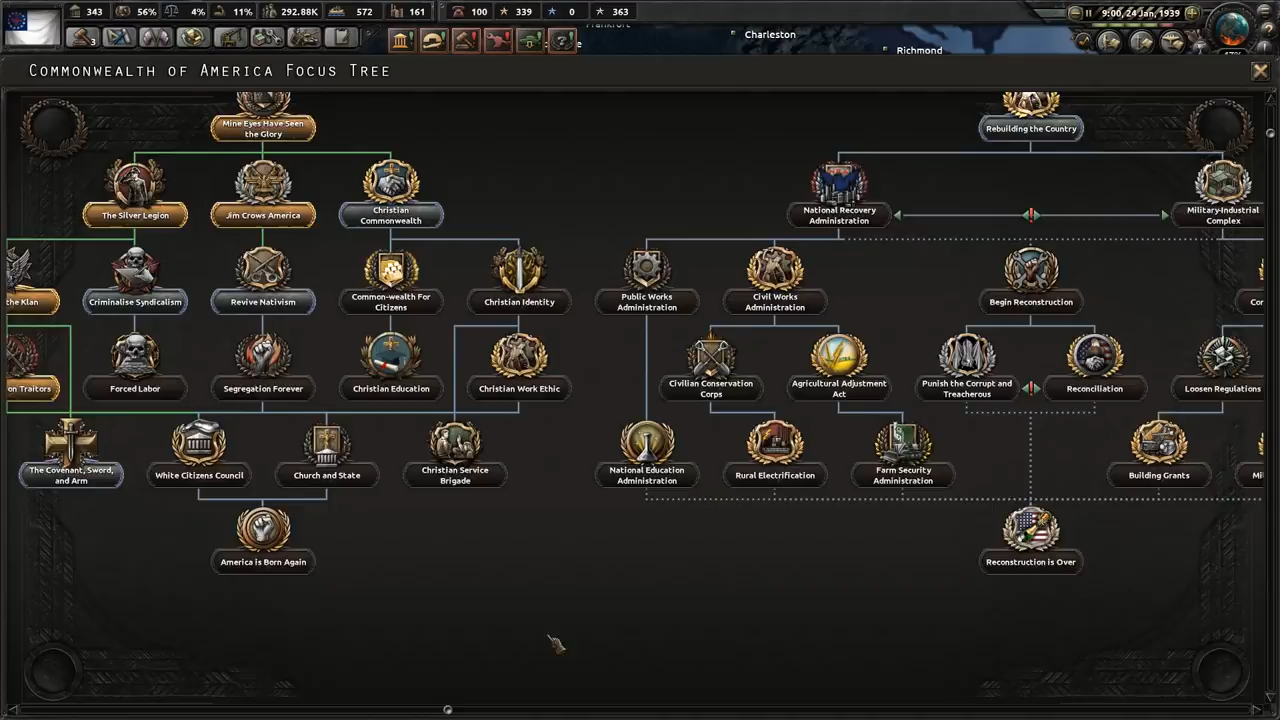 343 56% 4% 11% 292.88K 572 161 100 339 0 363 9:00, 24 Jan, 1939
3
Charleston
Richmond
COMMONWEALTH OF AMERICA FOCUS TREE
Mine Eyes Have Seen
the Glory
Rebuilding the Country
The Silver Legion
Jim Crows America
Christian
Commonwealth
National Recovery
Administration
Military-Industrial
Complex
the Klan
Criminalise Syndicalism
Revive Nativism
Common-wealth For
Citizens
Christian Identity
Public Works
Administration
Civil Works
Administration
Begin Reconstruction
on Traitors
Forced Labor
Segregation Forever
Christian Education
Christian Work Ethic
Civilian Conservation
Corps
Agricultural Adjustment
Act
Punish the Corrupt and
Treacherous
Reconciliation
Loosen Regulations
The Covenant, Sword,
and Arm
White Citizens Council
Church and State
Christian Service
Brigade
National Education
Administration
Rural Electrification
Farm Security
Administration
Building Grants
America is Born Again
Reconstruction is Over